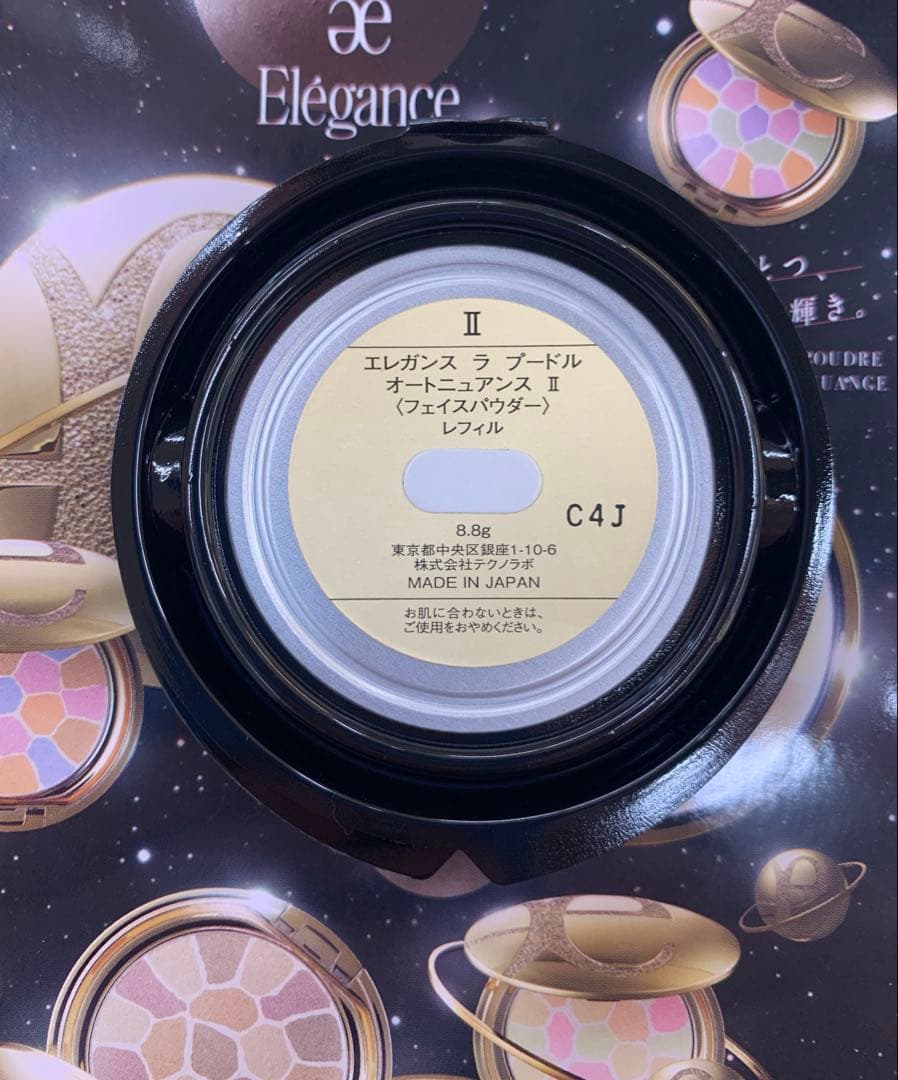 æ
Elégance
つ、
輝き。
POUDRE
NUANCE
II
エレガンス ラ プードル
オートニュアンス II
〈フェイスパウダー〉
レフィル
C4J
8.8g
東京都中央区銀座1-10-6
株式会社テクノラボ
MADE IN JAPAN
お肌に合わないときは、
ご使用をおやめください。